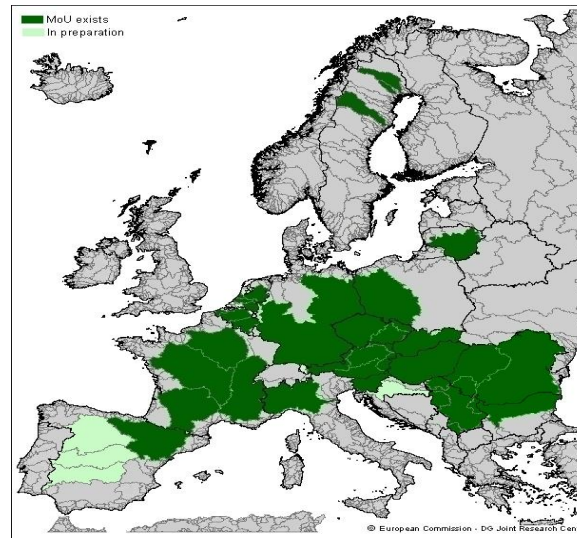 MoU exists
In preparation
© European Commission - DG Joint Research Cen